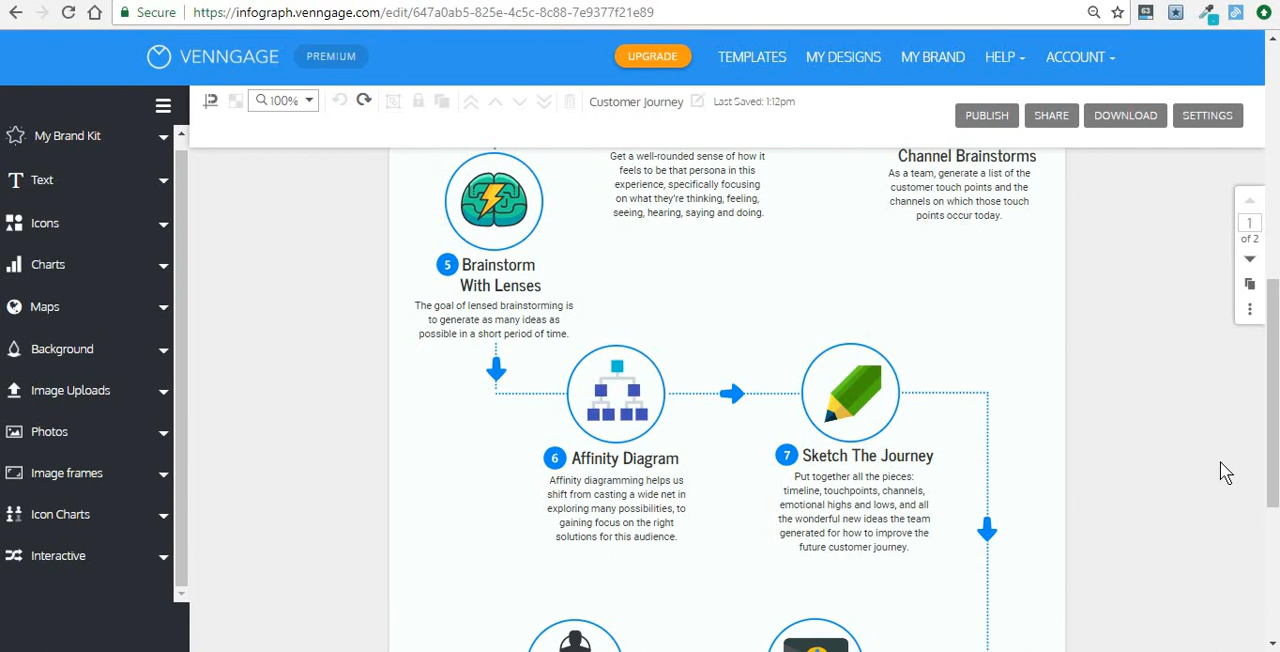 Secure
https://infograph.venngage.com/edit/647a0ab5-825e-4c5c-8c88-7e9377f21e89
63
VENNGAGE
PREMIUM
UPGRADE
TEMPLATES
MY DESIGNS
MY BRAND
HELP
ACCOUNT
100%
Customer Journey
Last Saved: 1:12pm
PUBLISH
SHARE
DOWNLOAD
SETTINGS
My Brand Kit
Text
Icons
Charts
Maps
Background
Image Uploads
Photos
Image frames
Icon Charts
Interactive
Get a well-rounded sense of how it
feels to be that persona in this
experience, specifically focusing
on what they're thinking, feeling,
seeing, hearing, saying and doing.
Channel Brainstorms
As a team, generate a list of the
customer touch points and the
channels on which those touch
points occur today.
5 Brainstorm
With Lenses
The goal of lensed brainstorming is
to generate as many ideas as
possible in a short period of time.
6 Affinity Diagram
Affinity diagramming helps us
shift from casting a wide net in
exploring many possibilities, to
gaining focus on the right
solutions for this audience.
7 Sketch The Journey
Put together all the pieces:
timeline, touchpoints, channels,
emotional highs and lows, and all
the wonderful new ideas the team
generated for how to improve the
future customer journey.
1
of 2